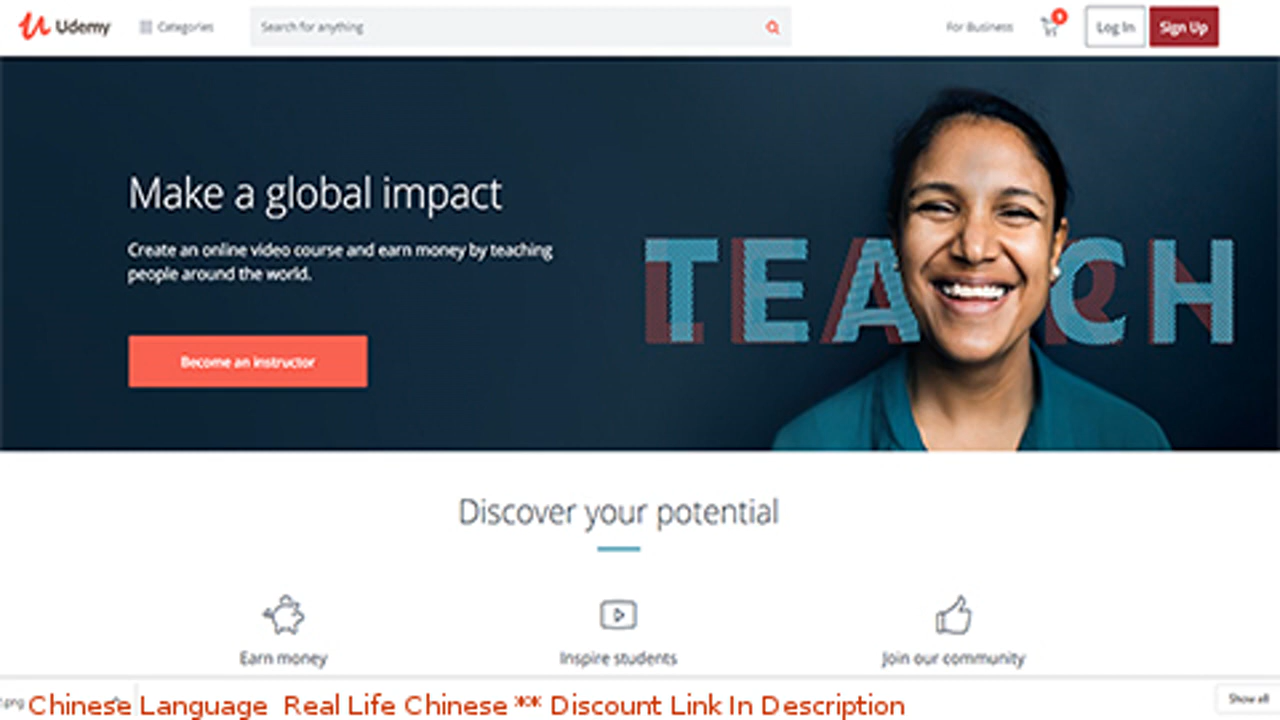 Udemy
Categories
Search for anything
For Business
Log In
Sign Up
Make a global impact
Create an online video course and earn money by teaching
people around the world.
TEACH
Become an instructor
Discover your potential
Earn money
Inspire students
Join our community
.png
Chinese Language Real Life Chinese ** Discount Link In Description
Show all